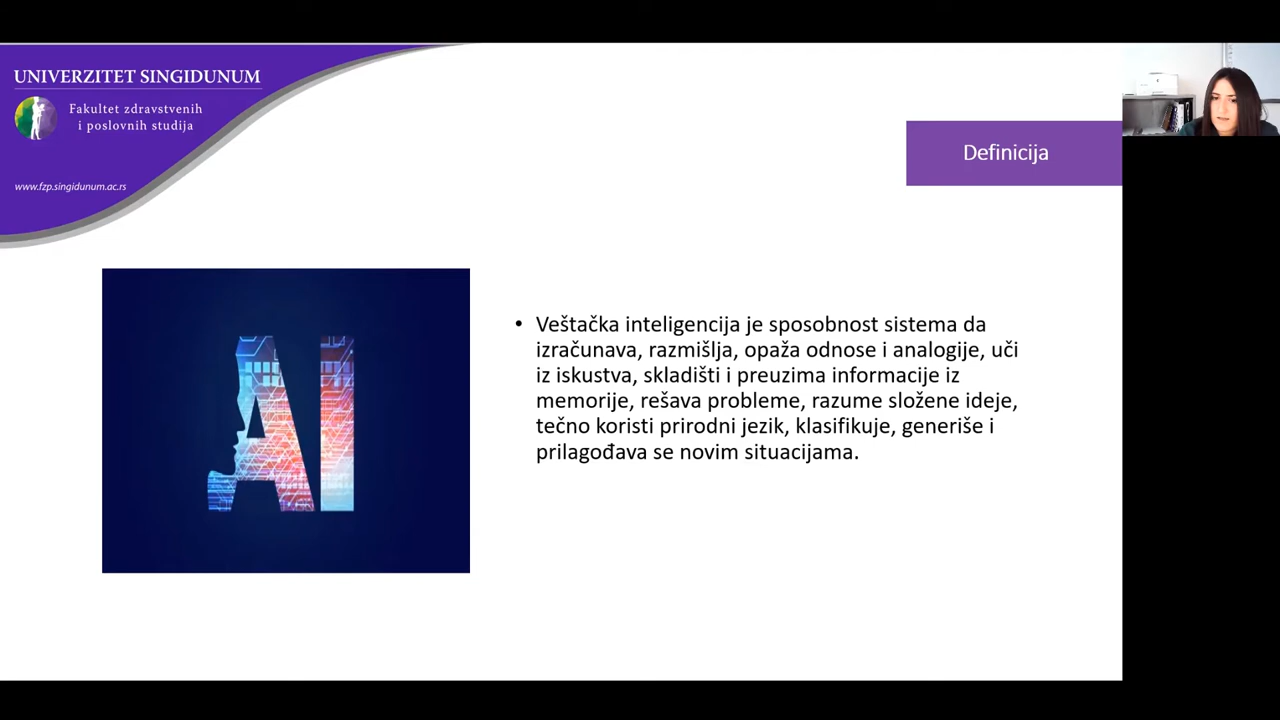 UNIVERZITET SINGIDUNUM
Fakultet zdravstvenih
i poslovnih studija
www.fzp.singidunum.ac.rs
Definicija
AI
• Veštačka inteligencija je sposobnost sistema da
izračunava, razmišlja, opaža odnose i analogije, uči
iz iskustva, skladišti i preuzima informacije iz
memorije, rešava probleme, razume složene ideje,
tečno koristi prirodni jezik, klasifikuje, generiše i
prilagođava se novim situacijama.